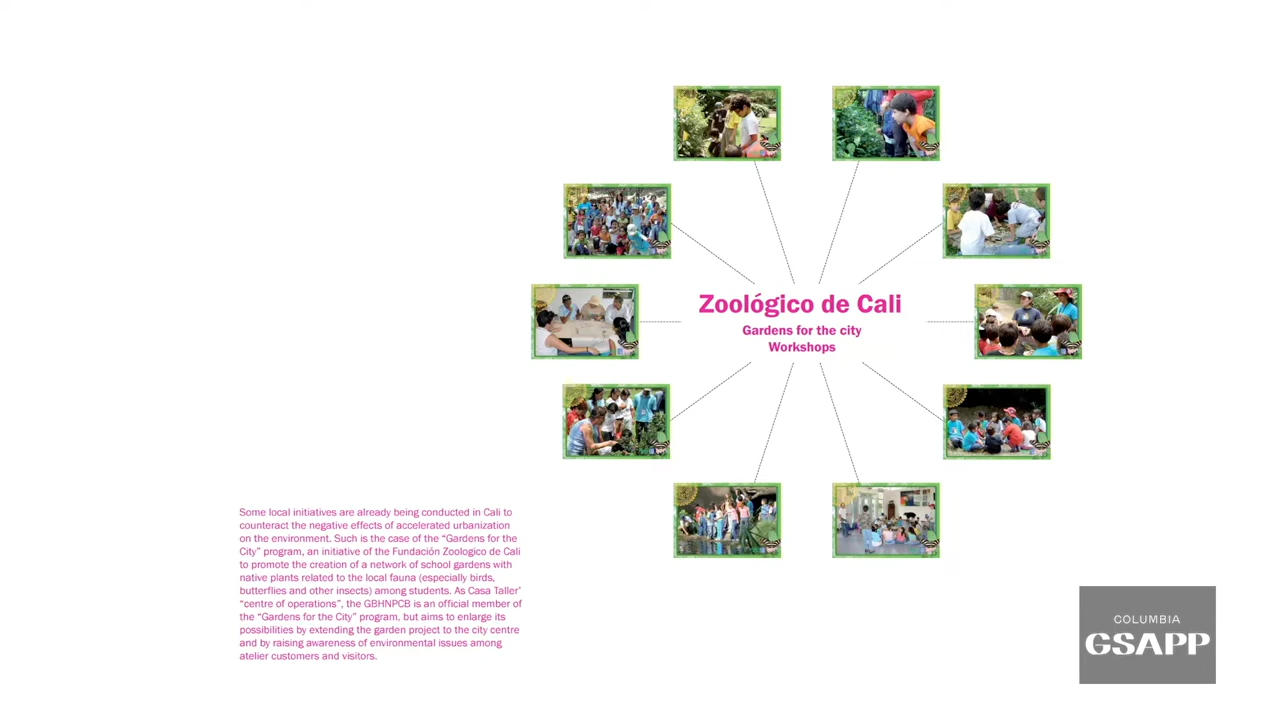 Zoológico de Cali
Gardens for the city
Workshops
Some local initiatives are already being conducted in Cali to
counteract the negative effects of accelerated urbanization
on the environment. Such is the case of the “Gardens for the
City” program, an initiative of the Fundación Zoologico de Cali
to promote the creation of a network of school gardens with
native plants related to the local fauna (especially birds,
butterflies and other insects) among students. As Casa Taller’
“centre of operations”, the GBHNPCB is an official member of
the “Gardens for the City” program, but aims to enlarge its
possibilities by extending the garden project to the city centre
and by raising awareness of environmental issues among
atelier customers and visitors.
COLUMBIA
GSAPP